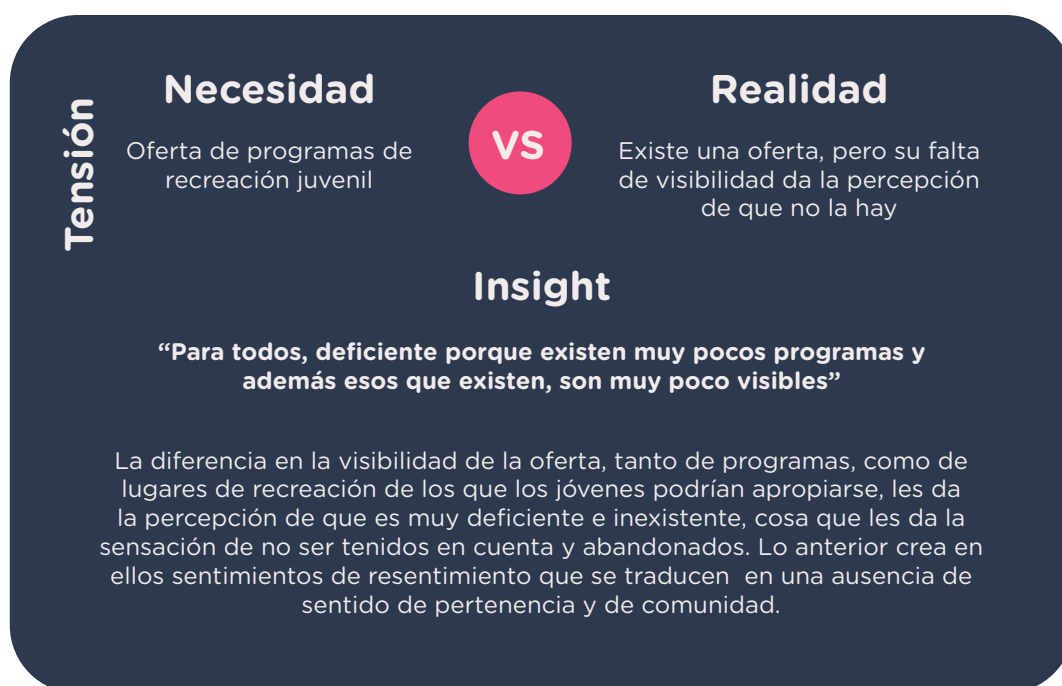 Tensión
Necesidad
Oferta de programas de
recreación juvenil
VS
Realidad
Existe una oferta, pero su falta
de visibilidad da la percepción
de que no la hay
Insight
“Para todos, deficiente porque existen muy pocos programas y
además esos que existen, son muy poco visibles”
La diferencia en la visibilidad de la oferta, tanto de programas, como de
lugares de recreación de los que los jóvenes podrían apropiarse, les da
la percepción de que es muy deficiente e inexistente, cosa que les da la
sensación de no ser tenidos en cuenta y abandonados. Lo anterior crea en
ellos sentimientos de resentimiento que se traducen  en una ausencia de
sentido de pertenencia y de comunidad.